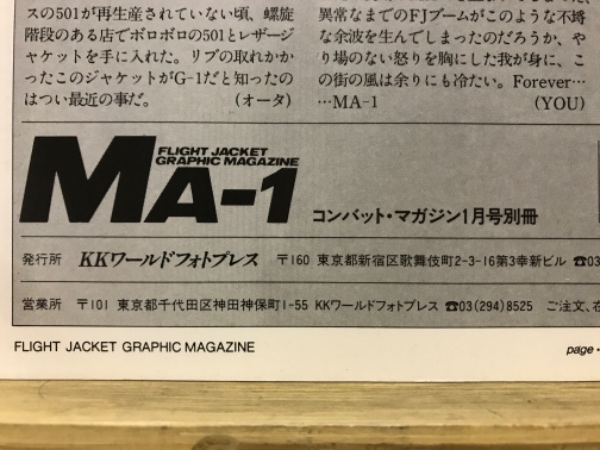 スの501が再生産されていない頃、螺旋
階段のある店でボロボロの501とレザージ
ャケットを手に入れた。リブの取れかか
ったこのジャケットがG-1だと知ったの
はつい最近の事だ。 (オータ)
異常なまでのFJブームがこのような不埒
な余波を生んでしまったのだろうか、や
り場のない怒りを胸にした我が身に、こ
の街の風は余りにも冷たい。Forever…
…MA-1 (YOU)
FLIGHT JACKET
GRAPHIC MAGAZINE
MA-1
コンバット・マガジン1月号別冊
発行所 KKワールドフォトプレス 〒160 東京都新宿区歌舞伎町2-3-16第3幸新ビル ☎03
営業所 〒101 東京都千代田区神田神保町1-55 KKワールドフォトプレス ☎03(294)8525 ご注文、在
FLIGHT JACKET GRAPHIC MAGAZINE
page